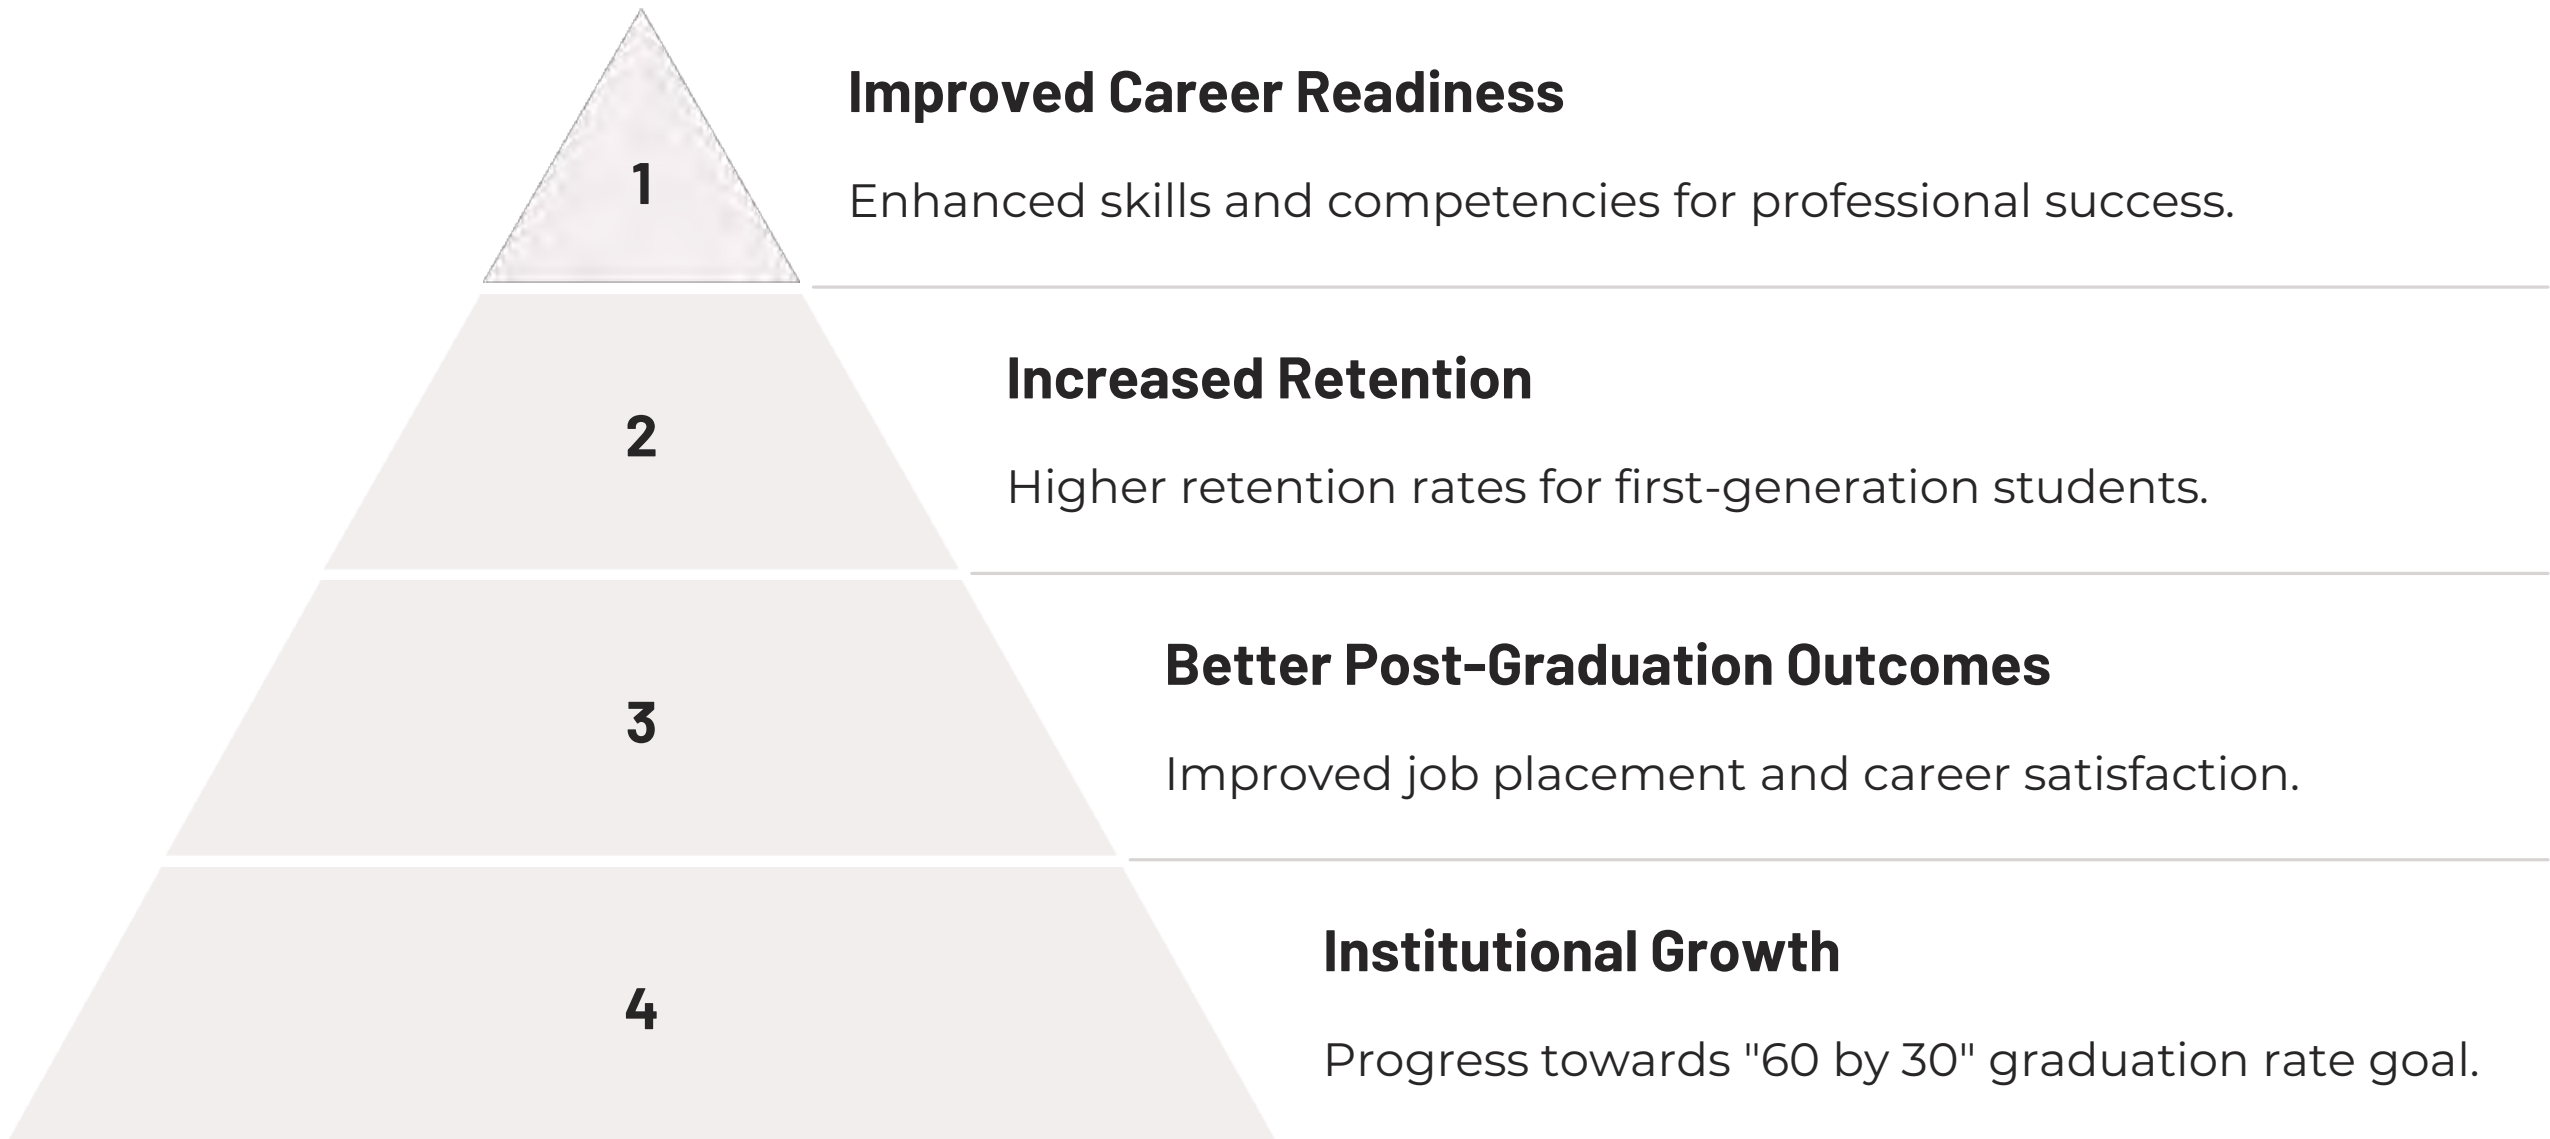 1
Improved Career Readiness
Enhanced skills and competencies for professional success.
2
Increased Retention
Higher retention rates for first-generation students.
3
Better Post-Graduation Outcomes
Improved job placement and career satisfaction.
4
Institutional Growth
Progress towards "60 by 30" graduation rate goal.